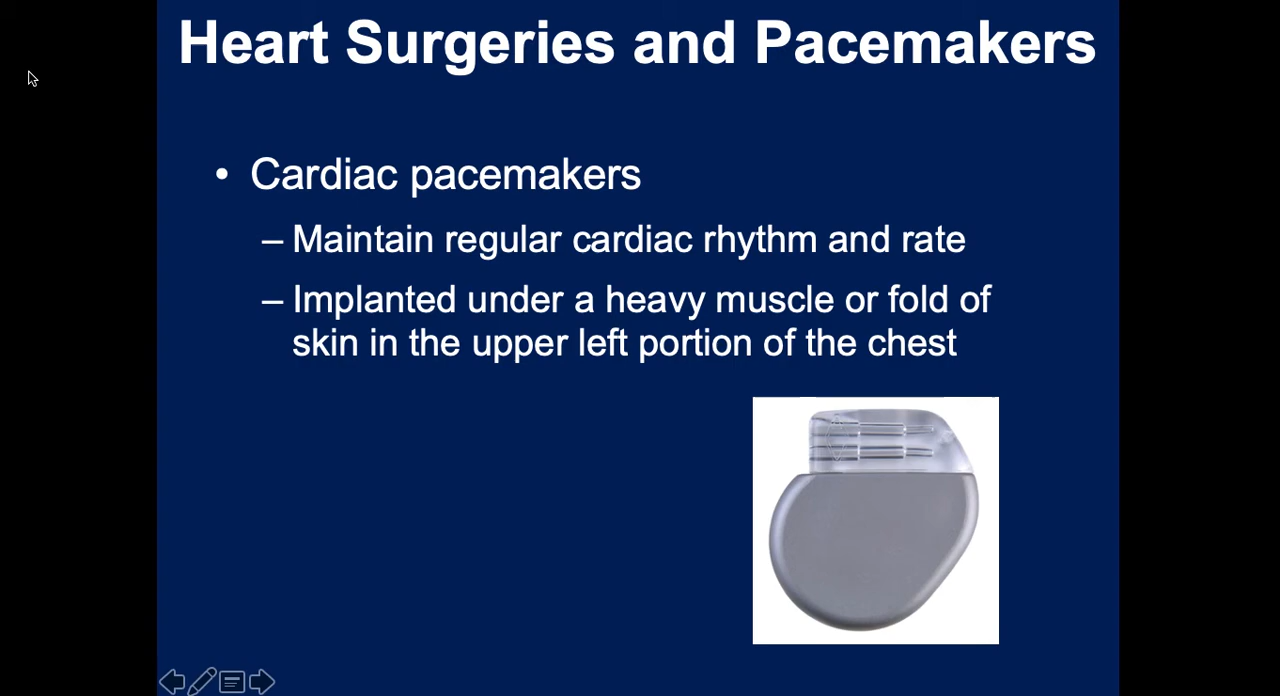 Heart Surgeries and Pacemakers
• Cardiac pacemakers
– Maintain regular cardiac rhythm and rate
– Implanted under a heavy muscle or fold of
skin in the upper left portion of the chest